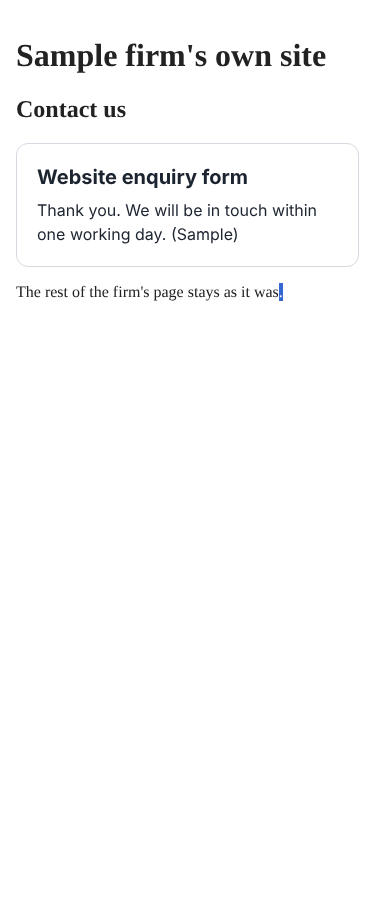 Sample firm's own site
Contact us
Website enquiry form
Thank you. We will be in touch within
one working day. (Sample)
The rest of the firm's page stays as it was.